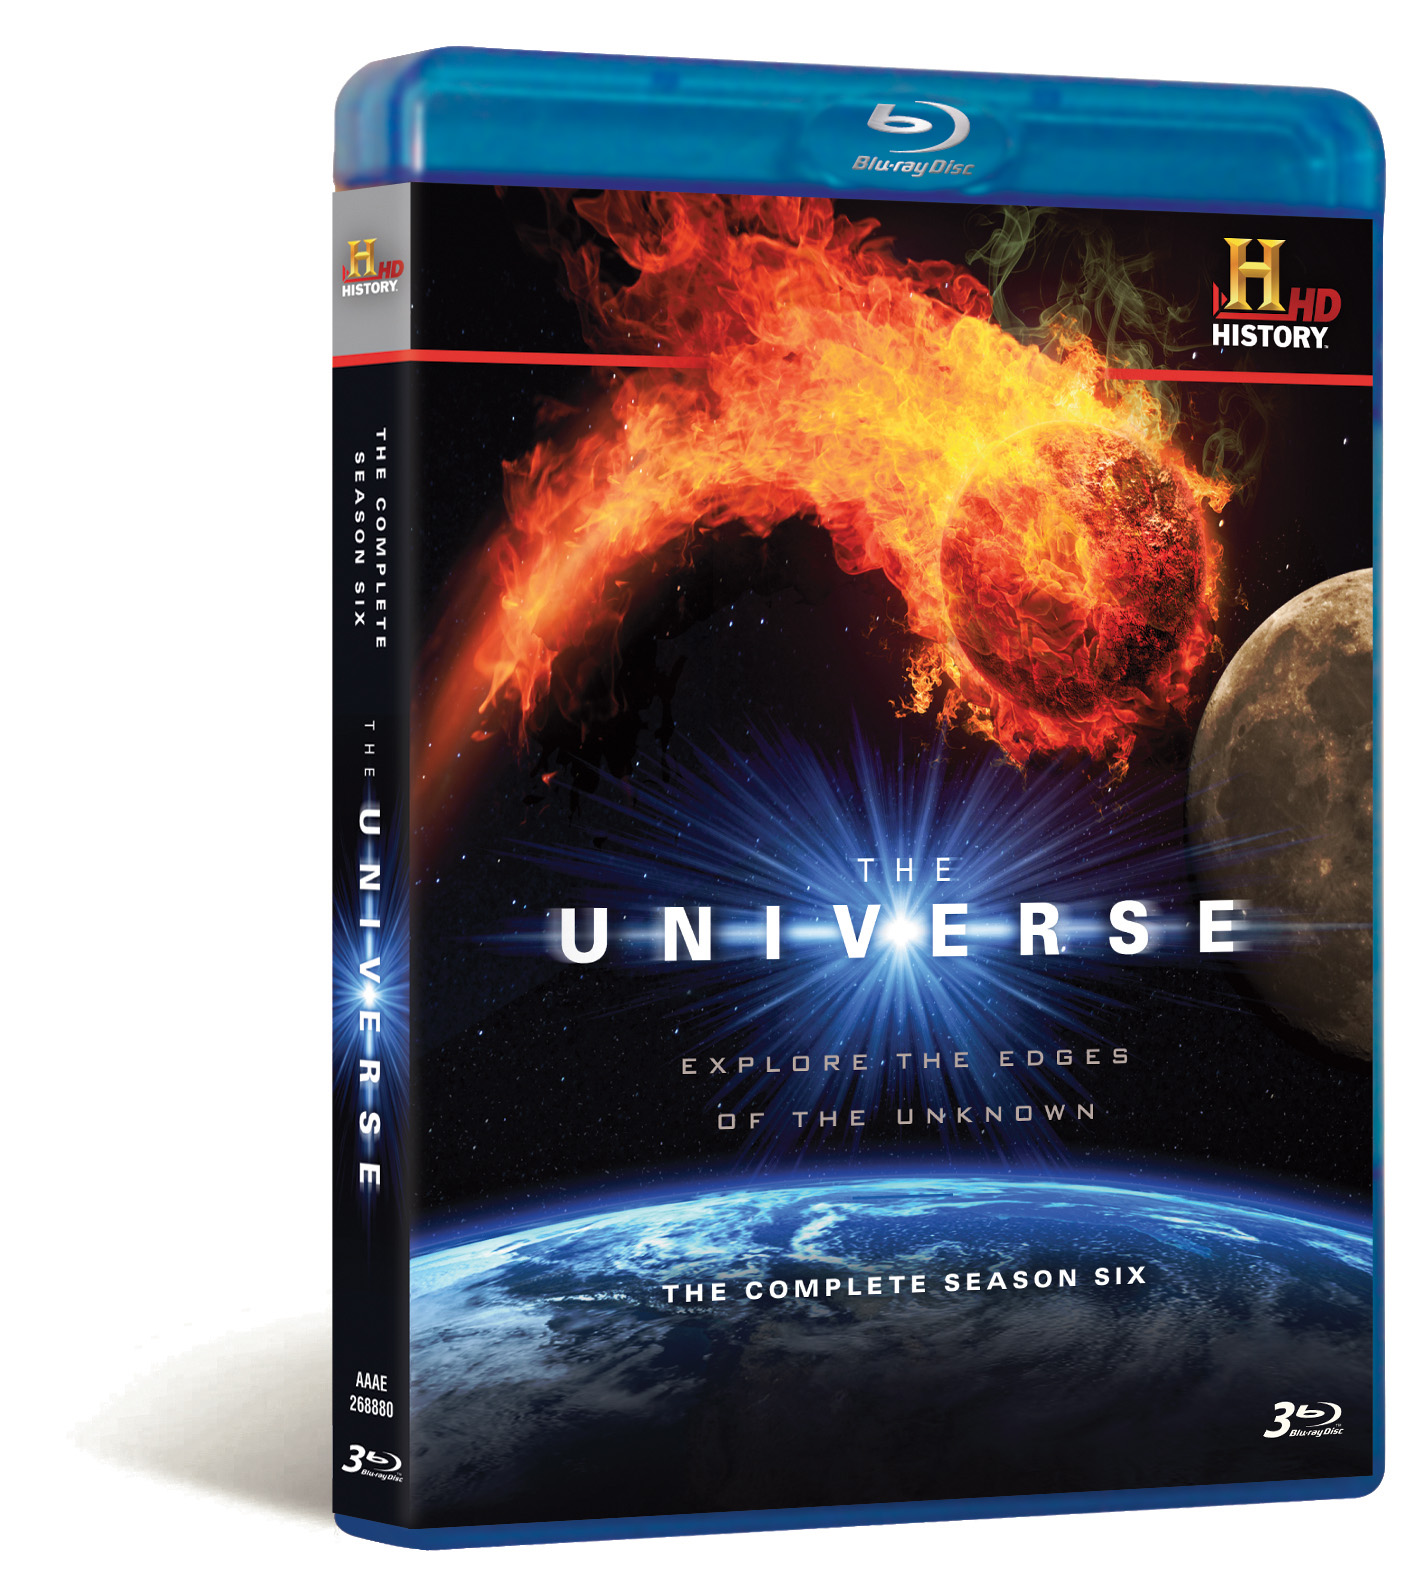 Blu-ray Disc
H HD
HISTORY
THE COMPLETE
SEASON SIX
THE
UNIVERSE
AAAE
268880
3 Blu-ray Disc
H HD
HISTORY
THE
UNIVERSE
EXPLORE THE EDGES
OF THE UNKNOWN
THE COMPLETE SEASON SIX
3 Blu-ray Disc